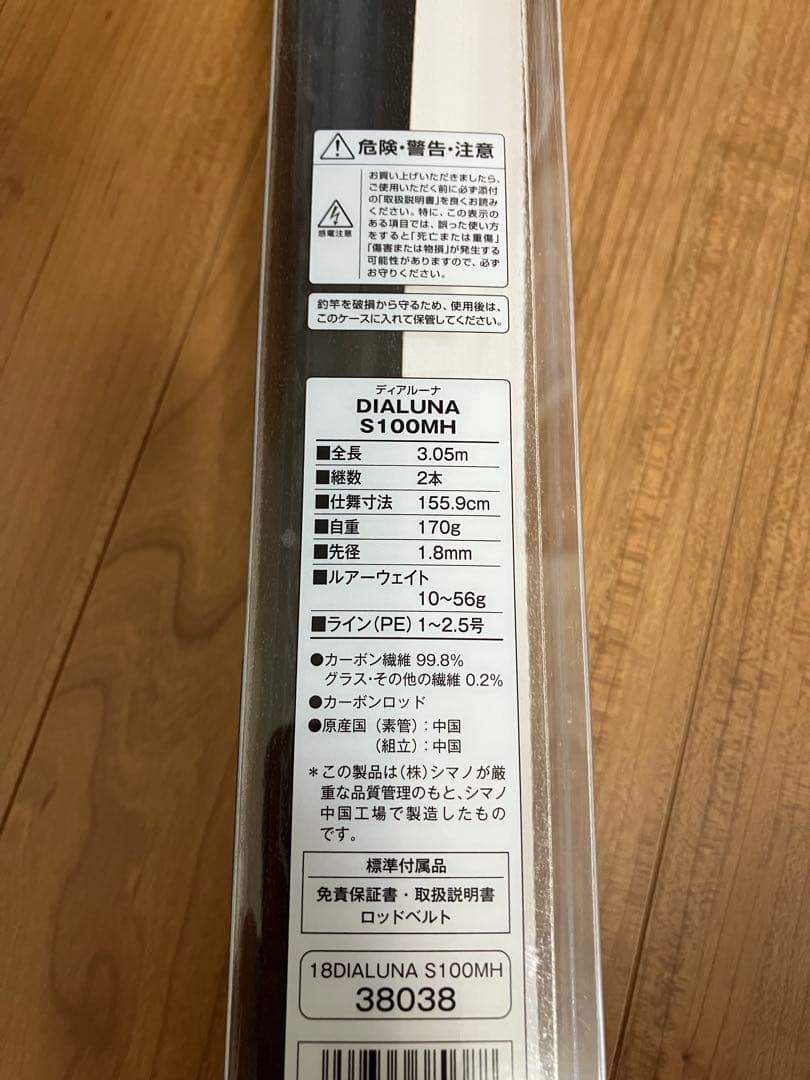 危険・警告・注意
感電注意
お買い上げいただきましたら、
ご使用いただく前に必ず添付
の「取扱説明書」を良くお読み
ください。特に、この表示の
ある項目では、誤った使い方
をすると「死亡または重傷」
「傷害または物損」が発生する
可能性がありますので、必ず
お守りください。
釣竿を破損から守るため、使用後は、
このケースに入れて保管してください。
ディアルーナ
DIALUNA
S100MH
■全長 3.05m
■継数 2本
■仕舞寸法 155.9cm
■自重 170g
■先径 1.8mm
■ルアーウェイト
10~56g
■ライン(PE) 1~2.5号
●カーボン繊維 99.8%
グラス・その他の繊維 0.2%
●カーボンロッド
●原産国(素管):中国
(組立):中国
*この製品は(株)シマノが厳
重な品質管理のもと、シマノ
中国工場で製造したもの
です。
標準付属品
免責保証書・取扱説明書
ロッドベルト
18DIALUNA S100MH
38038